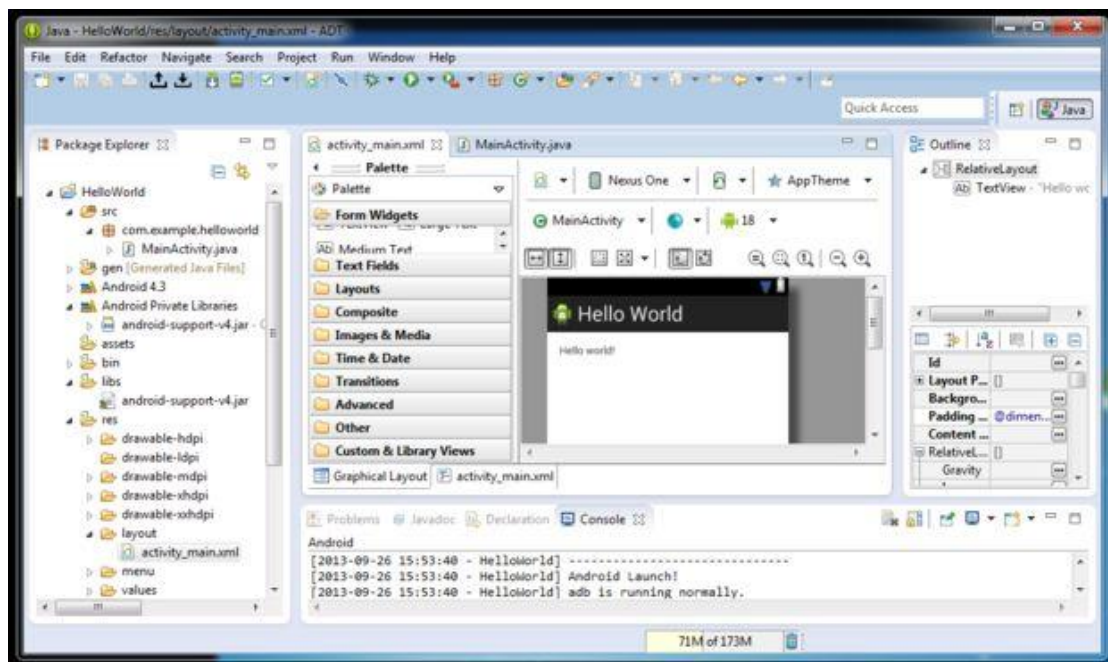 Java - HelloWorld/res/layout/activity_main.xml - ADT
File Edit Refactor Navigate Search Project Run Window Help
Quick Access
Java
Package Explorer
HelloWorld
src
com.example.helloworld
MainActivity.java
gen [Generated Java Files]
Android 4.3
Android Private Libraries
android-support-v4.jar -
assets
bin
libs
android-support-v4.jar
res
drawable-hdpi
drawable-ldpi
drawable-mdpi
drawable-xhdpi
drawable-xxhdpi
layout
activity_main.xml
menu
values
activity_main.xml MainActivity.java
Palette
Palette
Form Widgets
Medium Text
Text Fields
Layouts
Composite
Images & Media
Time & Date
Transitions
Advanced
Other
Custom & Library Views
Nexus One AppTheme
MainActivity 18
Hello World
Hello world!
Graphical Layout activity_main.xml
Outline
RelativeLayout
Ab TextView - "Hello wo
Id
Layout P... []
Backgro...
Padding ... @dimen...
Content ...
RelativeL... []
Gravity
Problems Javadoc Declaration Console
Android
[2013-09-26 15:53:40 - HelloWorld] ------------------------------
[2013-09-26 15:53:40 - HelloWorld] Android Launch!
[2013-09-26 15:53:40 - HelloWorld] adb is running normally.
71M of 173M